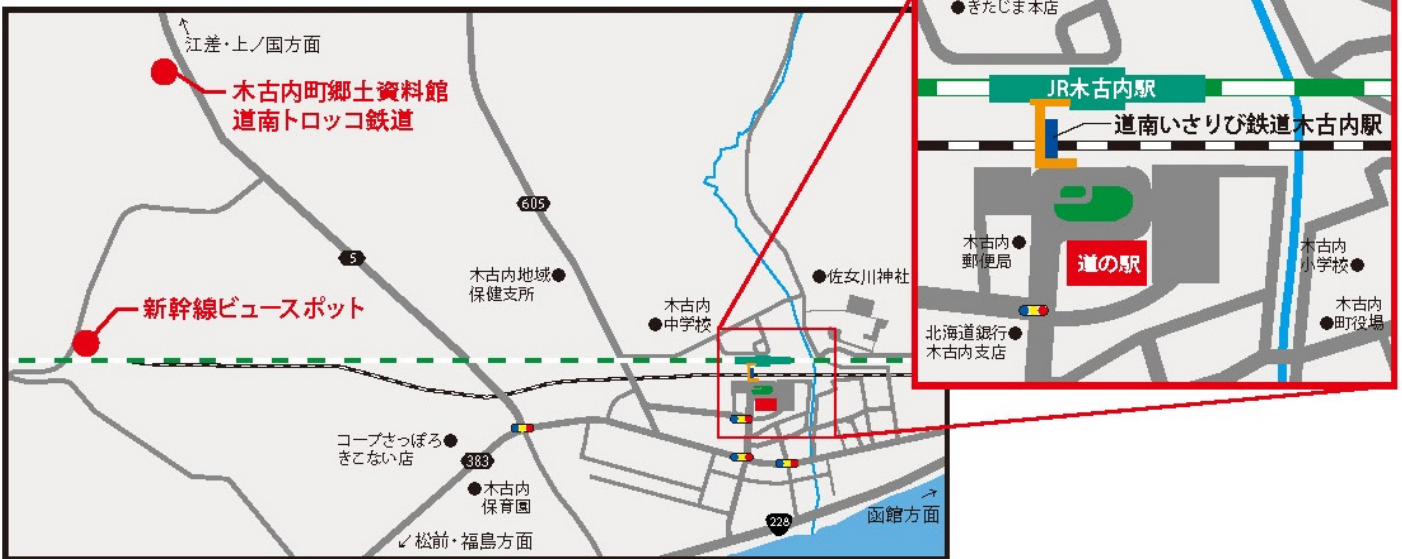 江差・上ノ国方面
木古内町郷土資料館
道南トロッコ鉄道
605
5
新幹線ビュースポット
木古内地域
保健支所
佐女川神社
木古内
中学校
コープさっぽろ
きこない店
383
木古内
保育園
松前・福島方面
228
函館方面
きたじま本店
JR木古内駅
道南いさりび鉄道木古内駅
木古内
郵便局
道の駅
木古内
小学校
木古内
町役場
北海道銀行
木古内支店